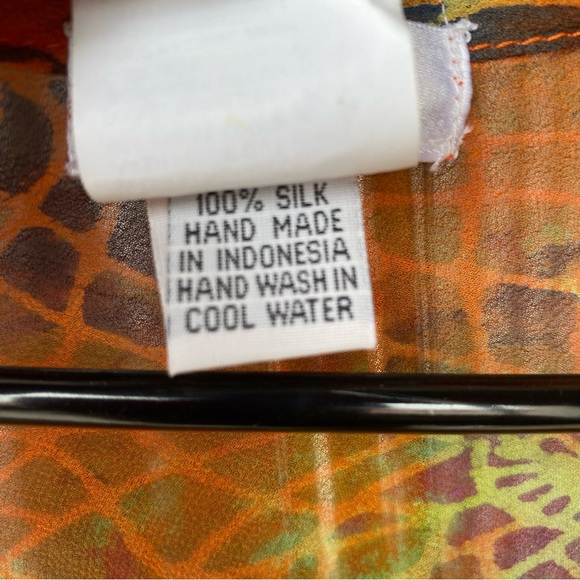 100% SILK
HAND MADE
IN INDONESIA
HAND WASH IN
COOL WATER